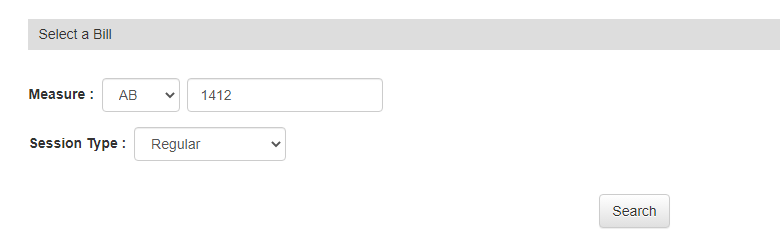 Select a Bill
Measure : AB 1412
Session Type : Regular
Search